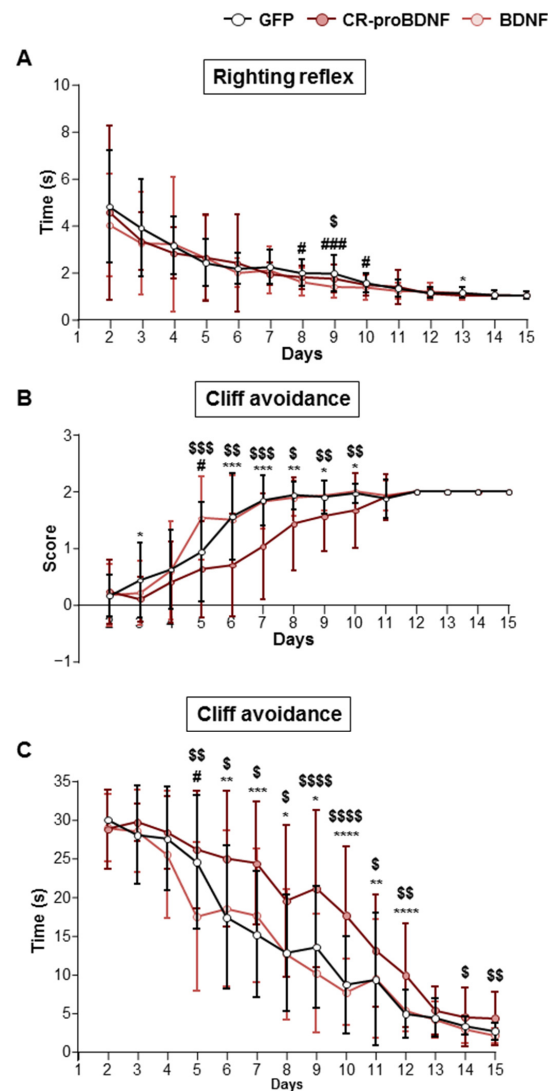 GFP CR-proBDNF BDNF
A
Righting reflex
10
8
6
4
2
0
Time (s)
$
# ### # *
1 2 3 4 5 6 7 8 9 10 11 12 13 14 15
Days
B
Cliff avoidance
3
2
1
0
−1
Score
$$$ $$ $$$ $ $$ $$
* # *** *** ** * *
2 3 4 5 6 7 8 9 10 11 12 13 14 15
Days
Cliff avoidance
C
35
30
25
20
15
10
5
0
Time (s)
$$ $ $ $ $$$$ $$$$ $ $$ $ $$
# ** *** * * **** ** ****
1 2 3 4 5 6 7 8 9 10 11 12 13 14 15
Days